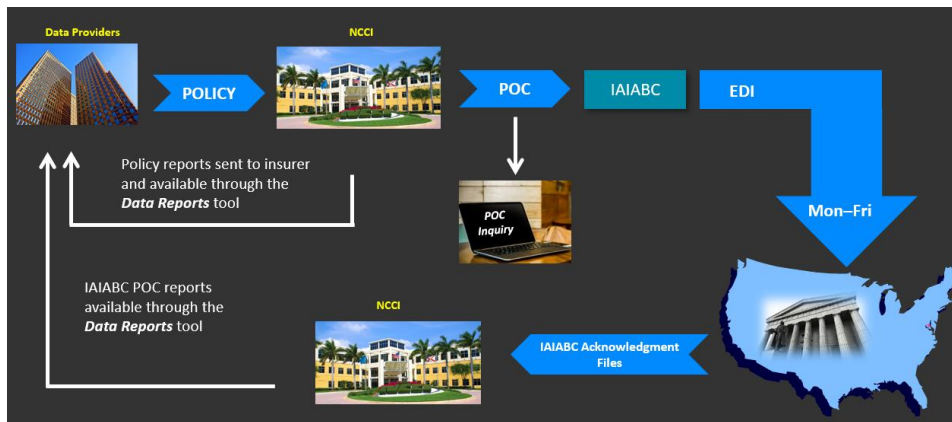 Data Providers
NCCI
POLICY
POC
IAIABC
EDI
Policy reports sent to insurer
and available through the
Data Reports tool
POC
Inquiry
Mon–Fri
IAIABC POC reports
available through the
Data Reports tool
NCCI
IAIABC Acknowledgment
Files